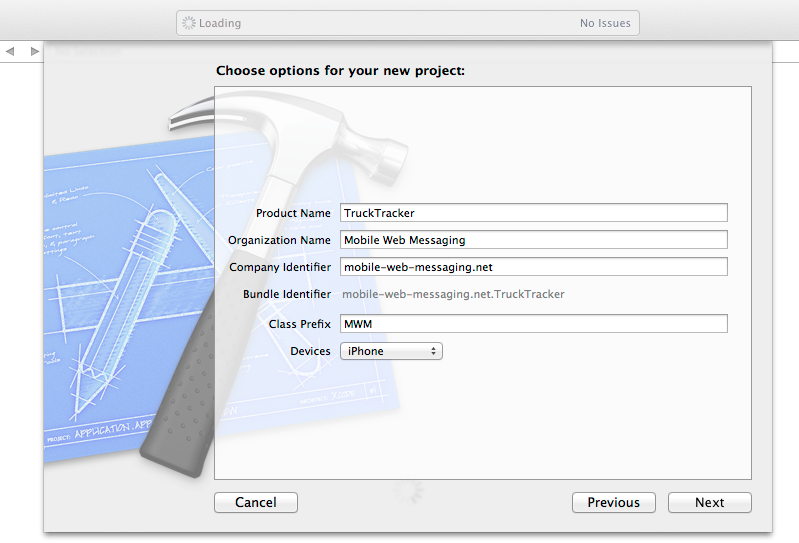 Loading
No Issues
Choose options for your new project:
Product Name TruckTracker
Organization Name Mobile Web Messaging
Company Identifier mobile-web-messaging.net
Bundle Identifier mobile-web-messaging.net.TruckTracker
Class Prefix MWM
Devices iPhone
PROJECT: APPLICATION.APP
XCODE
Cancel
Previous
Next